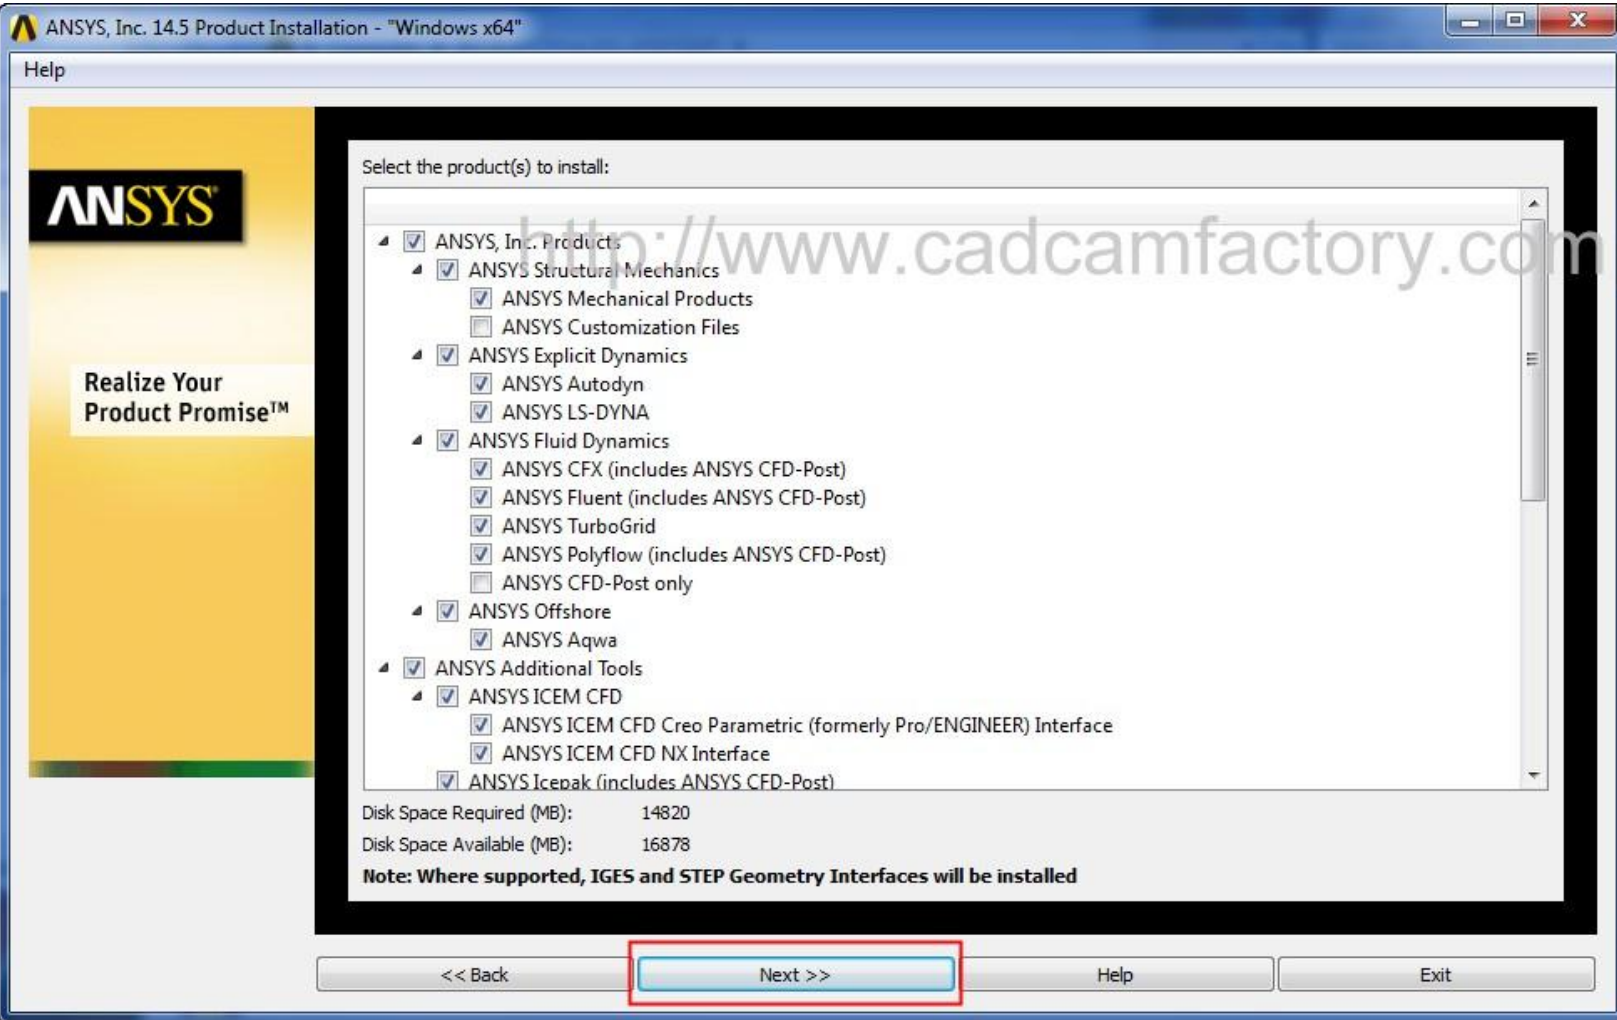 ANSYS, Inc. 14.5 Product Installation - "Windows x64"
Help
ANSYS
Realize Your
Product Promise™
Select the product(s) to install:
http://www.cadcamfactory.com
ANSYS, Inc. Products
ANSYS Structural Mechanics
ANSYS Mechanical Products
ANSYS Customization Files
ANSYS Explicit Dynamics
ANSYS Autodyn
ANSYS LS-DYNA
ANSYS Fluid Dynamics
ANSYS CFX (includes ANSYS CFD-Post)
ANSYS Fluent (includes ANSYS CFD-Post)
ANSYS TurboGrid
ANSYS Polyflow (includes ANSYS CFD-Post)
ANSYS CFD-Post only
ANSYS Offshore
ANSYS Aqwa
ANSYS Additional Tools
ANSYS ICEM CFD
ANSYS ICEM CFD Creo Parametric (formerly Pro/ENGINEER) Interface
ANSYS ICEM CFD NX Interface
ANSYS Icepak (includes ANSYS CFD-Post)
Disk Space Required (MB): 14820
Disk Space Available (MB): 16878
Note: Where supported, IGES and STEP Geometry Interfaces will be installed
<< Back Next >> Help Exit